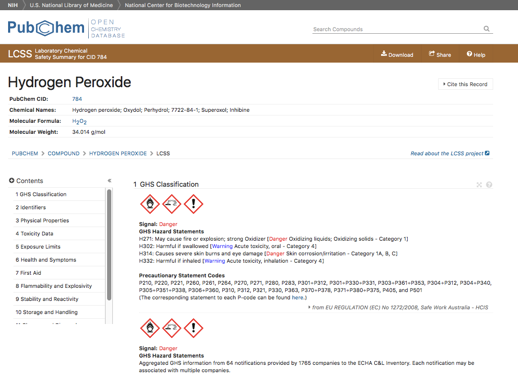 NIH
U.S. National Library of Medicine
National Center for Biotechnology Information
PubChem
OPEN
CHEMISTRY
DATABASE
Search Compounds
LCSS Laboratory Chemical
Safety Summary for CID 784
Download
Share
Help
Hydrogen Peroxide
Cite this Record
PubChem CID: 784
Chemical Names: Hydrogen peroxide; Oxydol; Perhydrol; 7722-84-1; Superoxol; Inhibine
Molecular Formula: H2O2
Molecular Weight: 34.014 g/mol
PUBCHEM > COMPOUND > HYDROGEN PEROXIDE > LCSS
Read about the LCSS project
Contents
1 GHS Classification
2 Identifiers
3 Physical Properties
4 Toxicity Data
5 Exposure Limits
6 Health and Symptoms
7 First Aid
8 Flammability and Explosivity
9 Stability and Reactivity
10 Storage and Handling
1 GHS Classification
Signal: Danger
GHS Hazard Statements
H271: May cause fire or explosion; strong Oxidizer [Danger Oxidizing liquids; Oxidizing solids - Category 1]
H302: Harmful if swallowed [Warning Acute toxicity, oral - Category 4]
H314: Causes severe skin burns and eye damage [Danger Skin corrosion/irritation - Category 1A, B, C]
H332: Harmful if inhaled [Warning Acute toxicity, inhalation - Category 4]
Precautionary Statement Codes
P210, P220, P221, P260, P261, P264, P270, P271, P280, P283, P301+P312, P301+P330+P331, P303+P361+P353, P304+P312, P304+P340,
P305+P351+P338, P306+P360, P310, P312, P321, P330, P363, P370+P378, P371+P380+P375, P405, and P501
(The corresponding statement to each P-code can be found here.)
from EU REGULATION (EC) No 1272/2008, Safe Work Australia - HCIS
Signal: Danger
GHS Hazard Statements
Aggregated GHS information from 64 notifications provided by 1765 companies to the ECHA C&L Inventory. Each notification may be
associated with multiple companies.